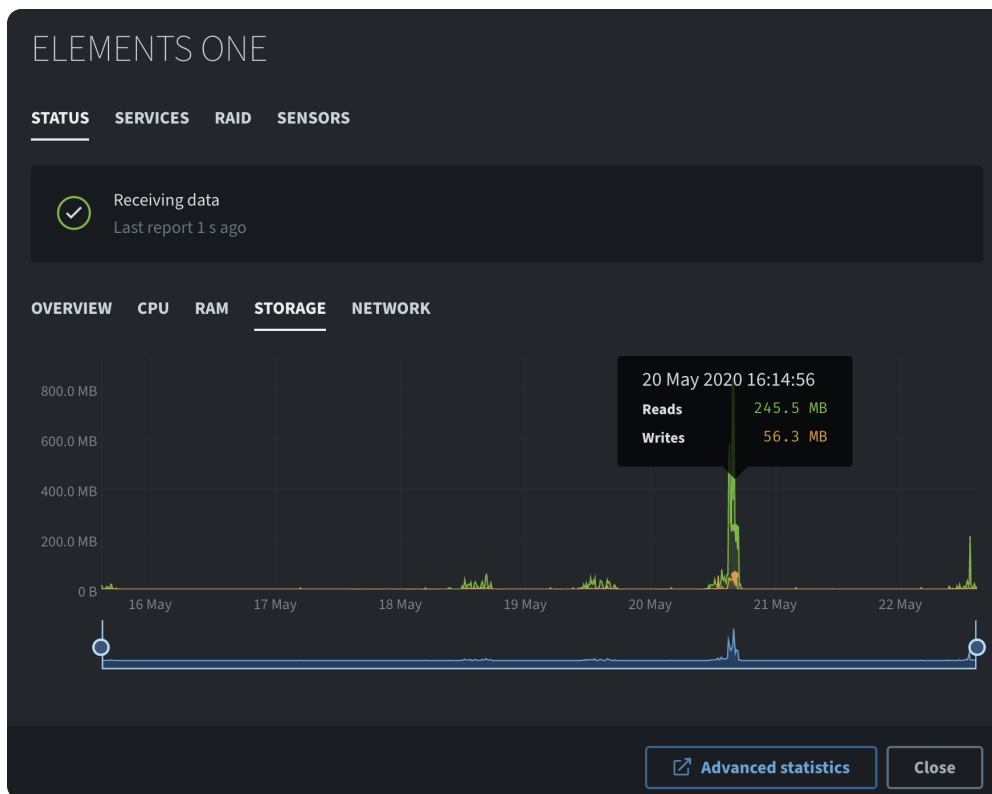 ELEMENTS ONE
STATUS SERVICES RAID SENSORS
Receiving data
Last report 1 s ago
OVERVIEW CPU RAM STORAGE NETWORK
20 May 2020 16:14:56
Reads 245.5 MB
Writes 56.3 MB
800.0 MB
600.0 MB
400.0 MB
200.0 MB
0 B
16 May 17 May 18 May 19 May 20 May 21 May 22 May
Advanced statistics Close